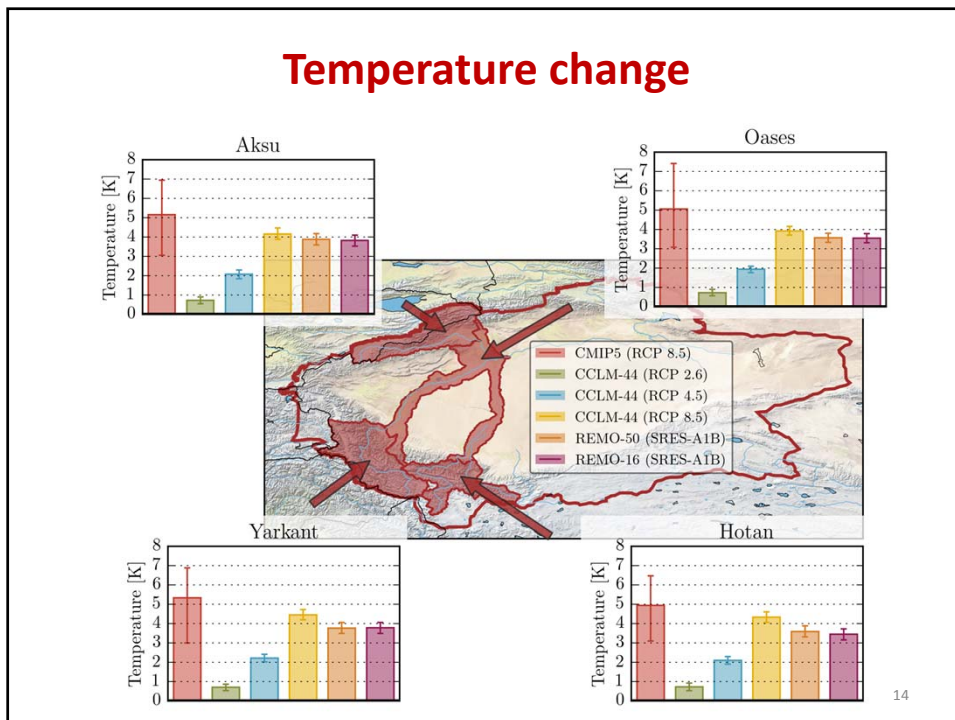 Temperature change
Aksu
Temperature [K]
8
7
6
5
4
3
2
1
0
Oases
Temperature [K]
8
7
6
5
4
3
2
1
0
CMIP5 (RCP 8.5)
CCLM-44 (RCP 2.6)
CCLM-44 (RCP 4.5)
CCLM-44 (RCP 8.5)
REMO-50 (SRES-A1B)
REMO-16 (SRES-A1B)
Yarkant
Temperature [K]
8
7
6
5
4
3
2
1
0
Hotan
Temperature [K]
8
7
6
5
4
3
2
1
0
14